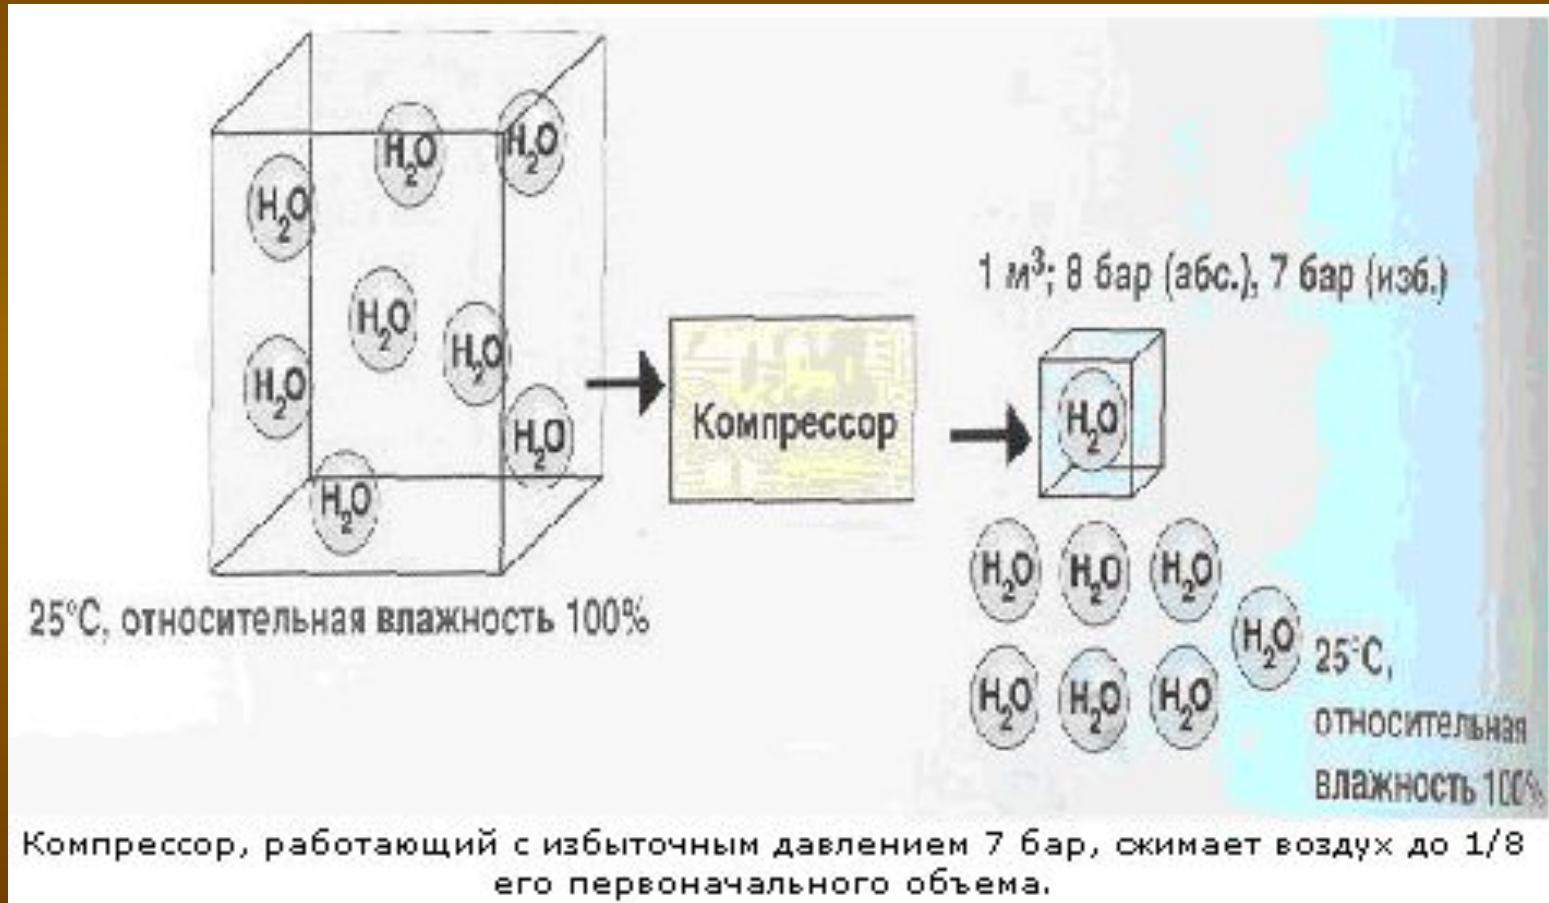 H₂O
H₂O
H₂O
H₂O
H₂O
H₂O
H₂O
H₂O
25°C, относительная влажность 100%
Компрессор
1 м³; 8 бар (абс.), 7 бар (изб.)
H₂O
H₂O H₂O H₂O
H₂O
H₂O H₂O H₂O
25°C,
относительная
влажность 100%
Компрессор, работающий с избыточным давлением 7 бар, сжимает воздух до 1/8
его первоначального объема.